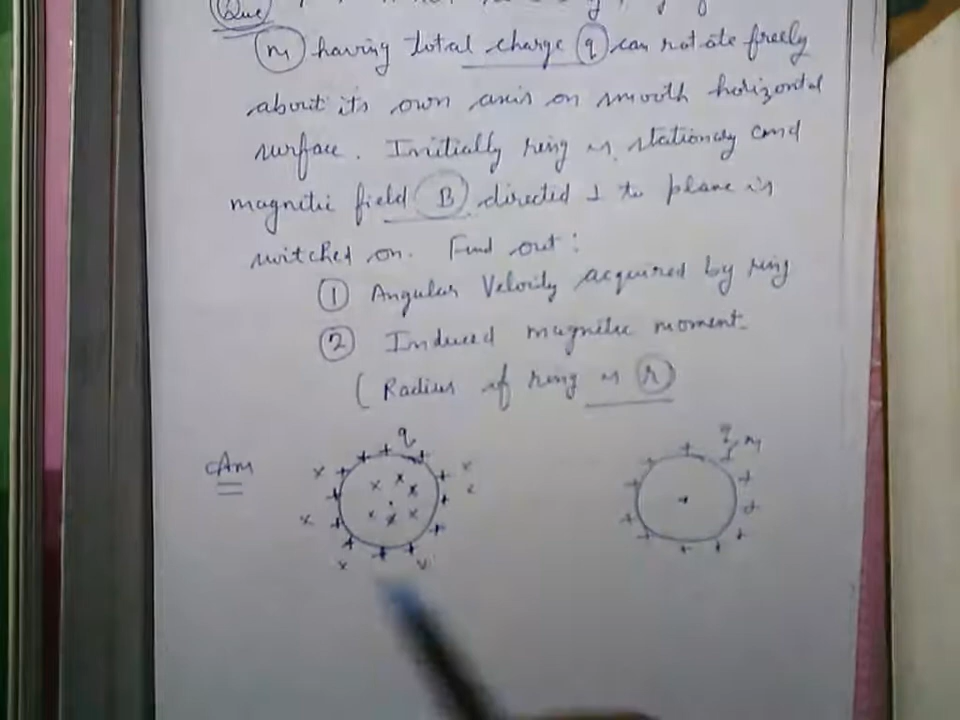 Que
m having total charge q can rotate freely
about its own axis on smooth horizontal
surface. Initially ring is stationary and
magnetic field B directed ⊥ to plane is
switched on. Find out :
① Angular Velocity acquired by ring
② Induced magnetic moment.
( Radius of ring is r )
q
q, m